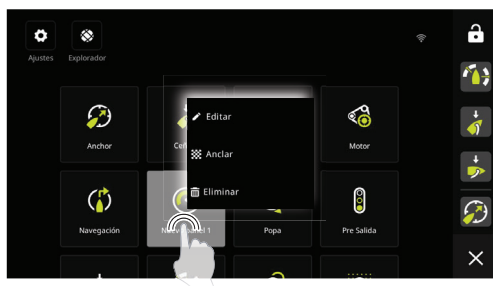 Ajustes
Explorador
Editar
Anclar
Eliminar
Anchor
Motor
Navegación
Popa
Pre Salida